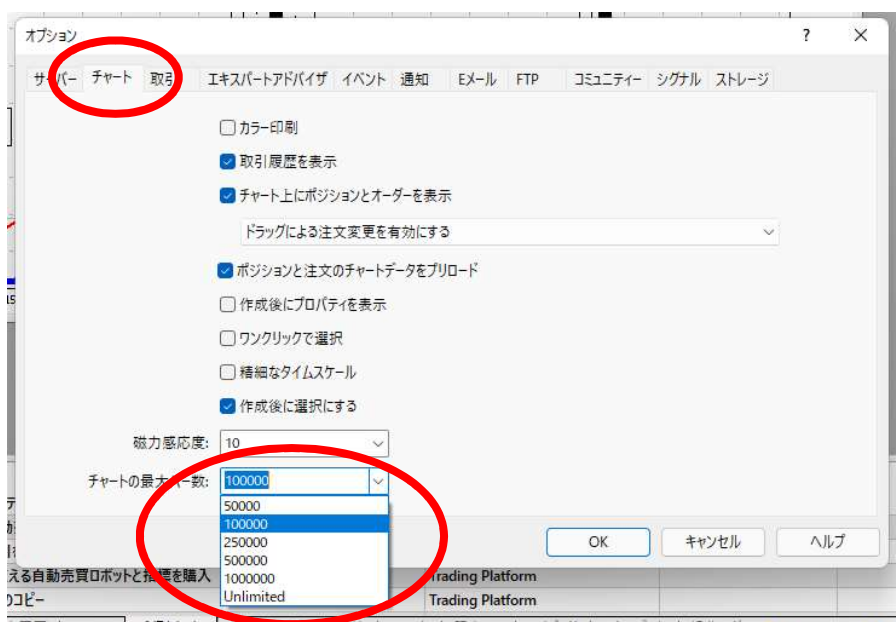 オプション ? ×
サーバー チャート 取引 エキスパートアドバイザ イベント 通知 Eメール FTP コミュニティー シグナル ストレージ
カラー印刷
取引履歴を表示
チャート上にポジションとオーダーを表示
ドラッグによる注文変更を有効にする
ポジションと注文のチャートデータをプリロード
作成後にプロパティを表示
ワンクリックで選択
精細なタイムスケール
作成後に選択にする
磁力感応度: 10
チャートの最大バー数: 100000
50000
100000
250000
500000
1000000
Unlimited
OK キャンセル ヘルプ
える自動売買ロボットと指標を購入 Trading Platform
のコピー Trading Platform